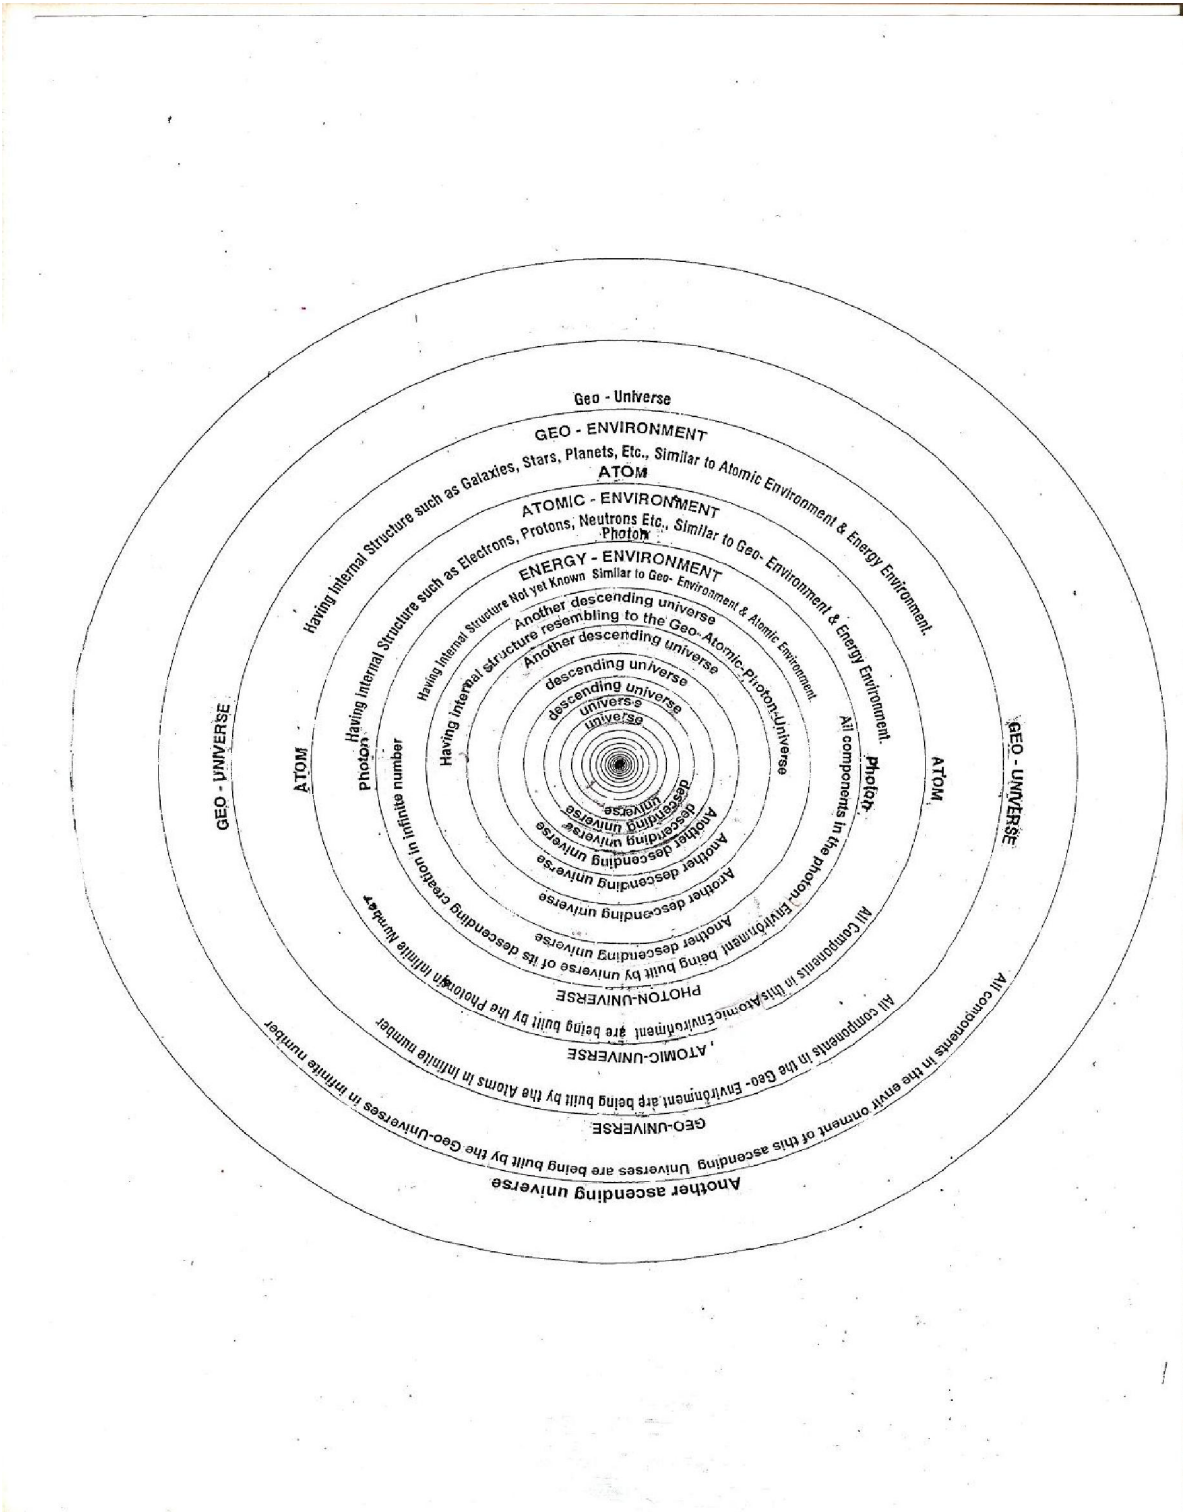 Geo - Universe
GEO - ENVIRONMENT
Having Internal Structure such as Galaxies, Stars, Planets, Etc., Similar to Atomic Environment & Energy Environment.
ATOM
ATOMIC - ENVIRONMENT
Having Internal Structure such as Electrons, Protons, Neutrons Etc., Similar to Geo- Environment & Energy Environment.
Photon
ENERGY - ENVIRONMENT
Having Internal Structure Not yet Known Similar to Geo- Environment & Atomic Environment
Another descending universe
Having internal structure resembling to the Geo-Atomic-Photon-Universe
Another descending universe
descending universe
descending universe
universe
universe
GEO - UNIVERSE
ATOM
Photon
Photon
ATOM
GEO - UNIVERSE
universe
descending universe
descending universe
Another descending universe
Another descending universe
Another descending universe
Another descending universe
All components in the photon- Environment being built by universe of its descending creation in infinite number
PHOTON-UNIVERSE
All Components in this Atomic Environment are being built by the Photons in Infinite Number
ATOMIC-UNIVERSE
All components in the Geo- Environment are being built by the Atoms in Infinite number
GEO-UNIVERSE
All components in the envir onment of this ascending Universes are being built by the Geo-Universes in infinite number
Another ascending universe